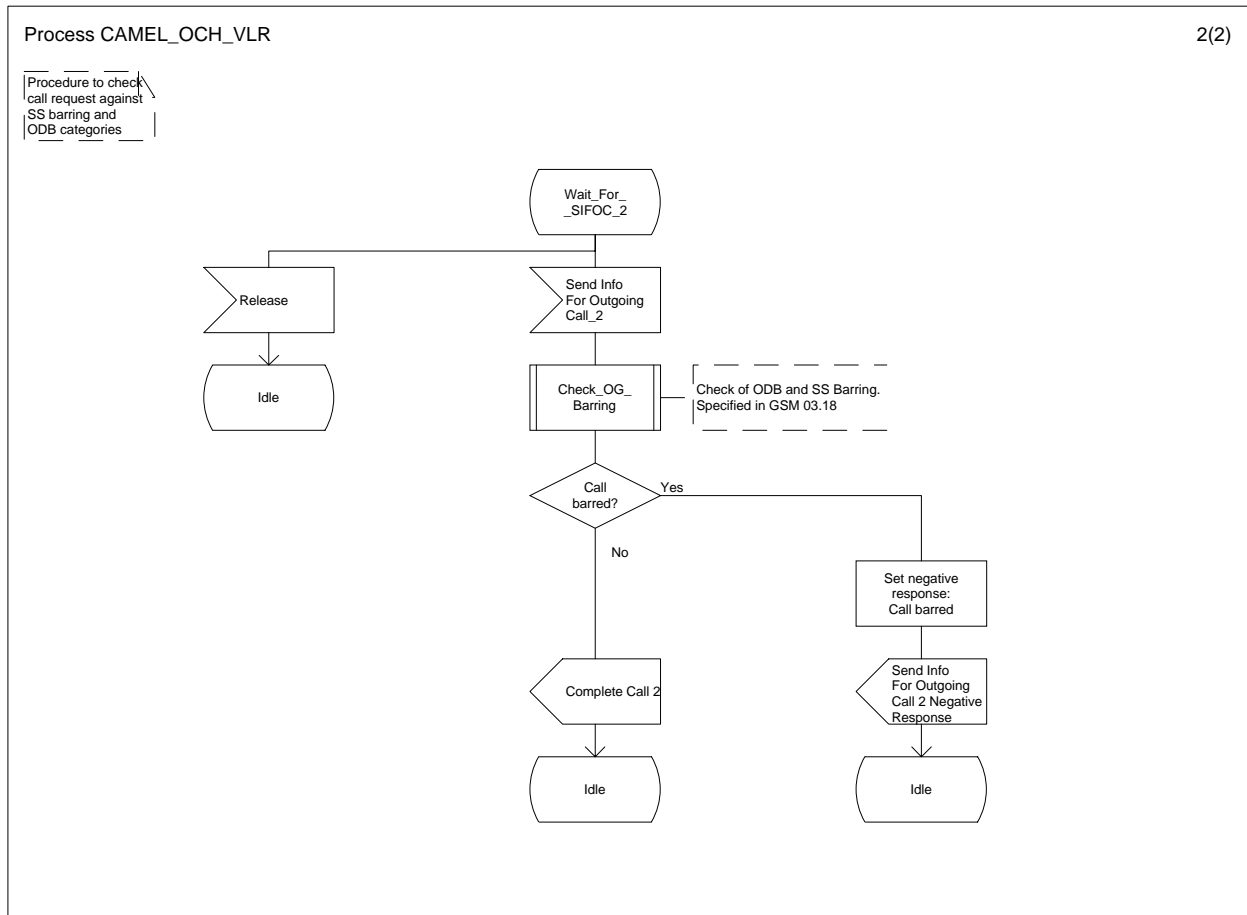 Process CAMEL_OCH_VLR
2(2)
Procedure to check
call request against
SS barring and
ODB categories
Wait_For_
_SIFOC_2
Release
Send Info
For Outgoing
Call_2
Idle
Check_OG_
Barring
Check of ODB and SS Barring.
Specified in GSM 03.18
Call
barred?
Yes
No
Set negative
response:
Call barred
Complete Call 2
Send Info
For Outgoing
Call 2 Negative
Response
Idle
Idle